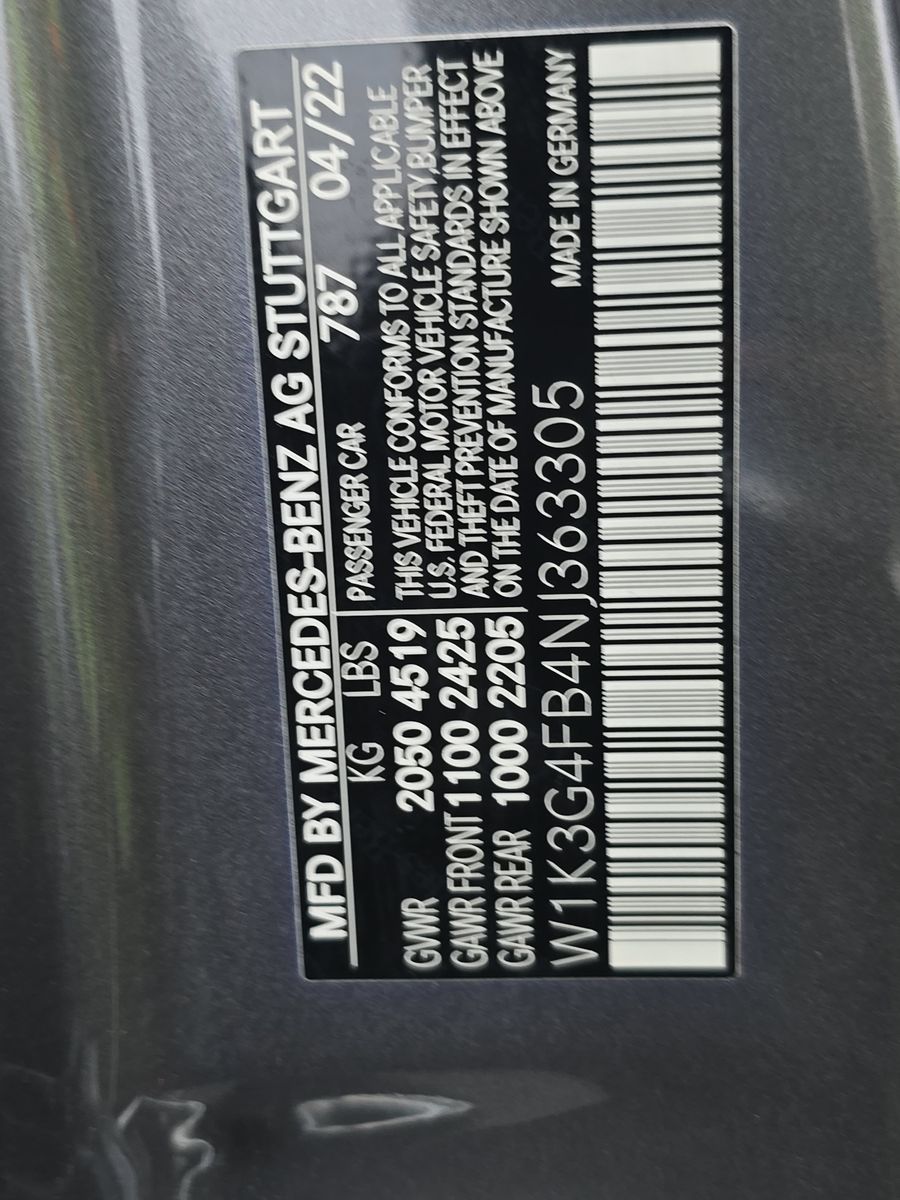 MFD BY MERCEDES-BENZ AG STUTTGART
KG LBS PASSENGER CAR 787 04/22
GVWR 2050 4519
GAWR FRONT 1100 2425
GAWR REAR 1000 2205
THIS VEHICLE CONFORMS TO ALL APPLICABLE
U.S. FEDERAL MOTOR VEHICLE SAFETY,BUMPER
AND THEFT PREVENTION STANDARDS IN EFFECT
ON THE DATE OF MANUFACTURE SHOWN ABOVE
W1K3G4FB4NJ363305 MADE IN GERMANY